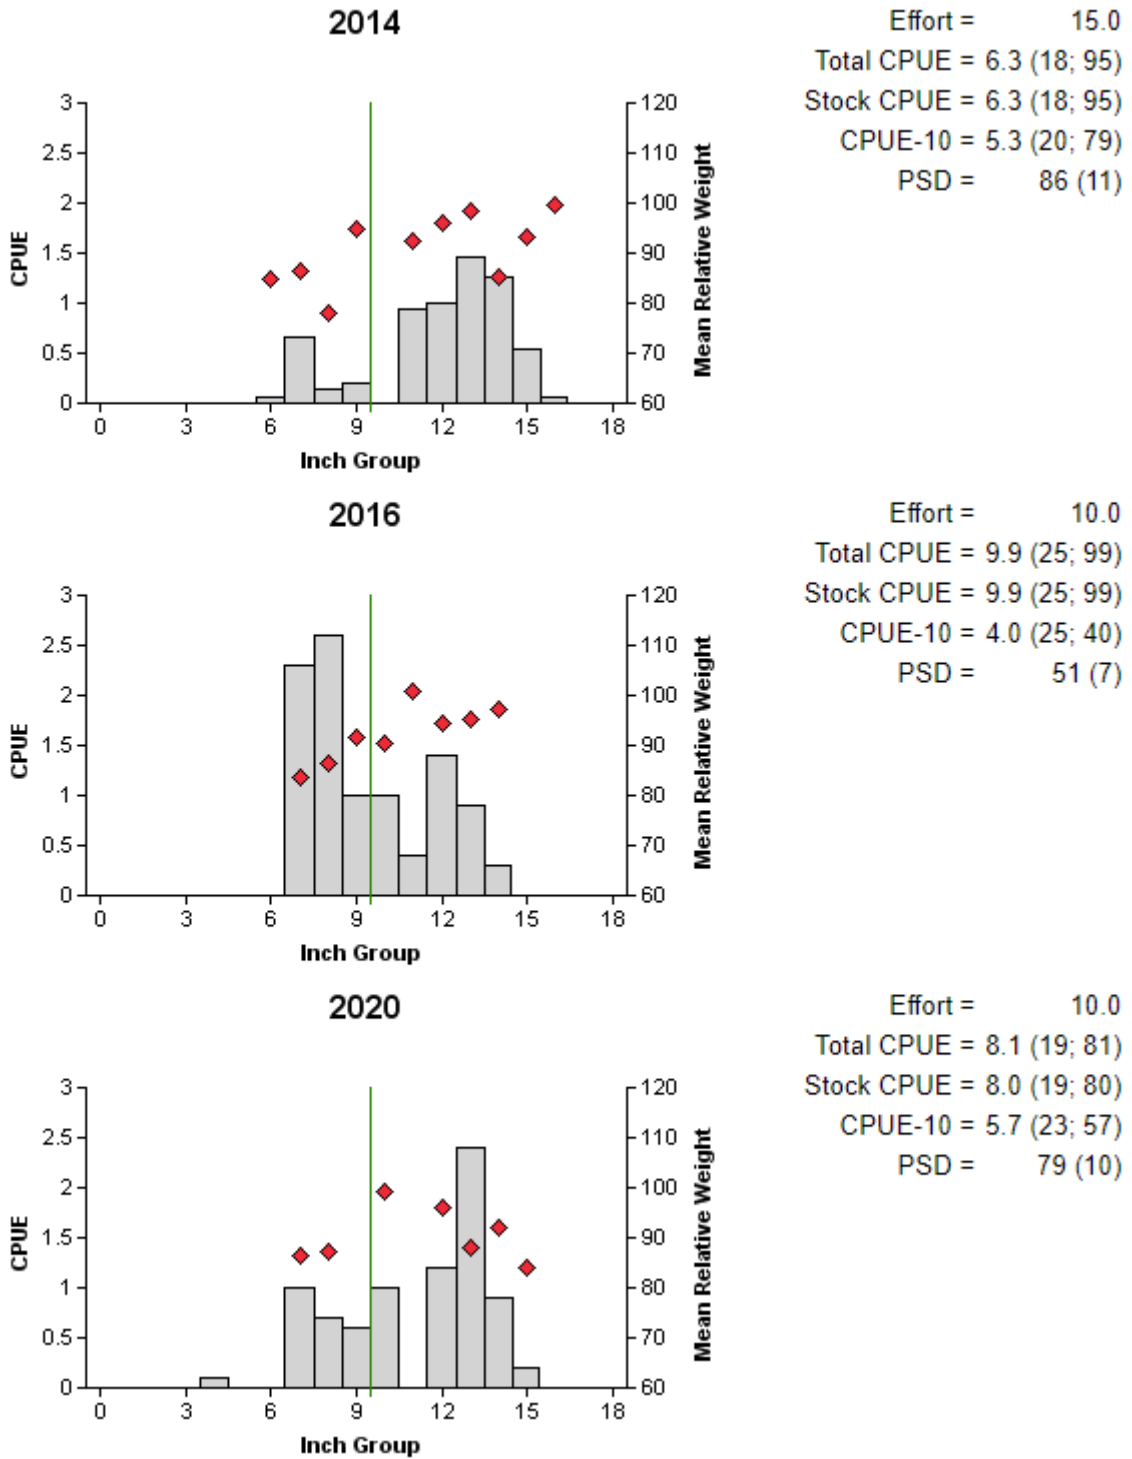 2014
Effort = 15.0
Total CPUE = 6.3 (18; 95)
Stock CPUE = 6.3 (18; 95)
CPUE-10 = 5.3 (20; 79)
PSD = 86 (11)
CPUE
3
2.5
2
1.5
1
0.5
0
120
110
100
90
80
70
60
Mean Relative Weight
0 3 6 9 12 15 18
Inch Group
2016
Effort = 10.0
Total CPUE = 9.9 (25; 99)
Stock CPUE = 9.9 (25; 99)
CPUE-10 = 4.0 (25; 40)
PSD = 51 (7)
CPUE
3
2.5
2
1.5
1
0.5
0
120
110
100
90
80
70
60
Mean Relative Weight
0 3 6 9 12 15 18
Inch Group
2020
Effort = 10.0
Total CPUE = 8.1 (19; 81)
Stock CPUE = 8.0 (19; 80)
CPUE-10 = 5.7 (23; 57)
PSD = 79 (10)
CPUE
3
2.5
2
1.5
1
0.5
0
120
110
100
90
80
70
60
Mean Relative Weight
0 3 6 9 12 15 18
Inch Group